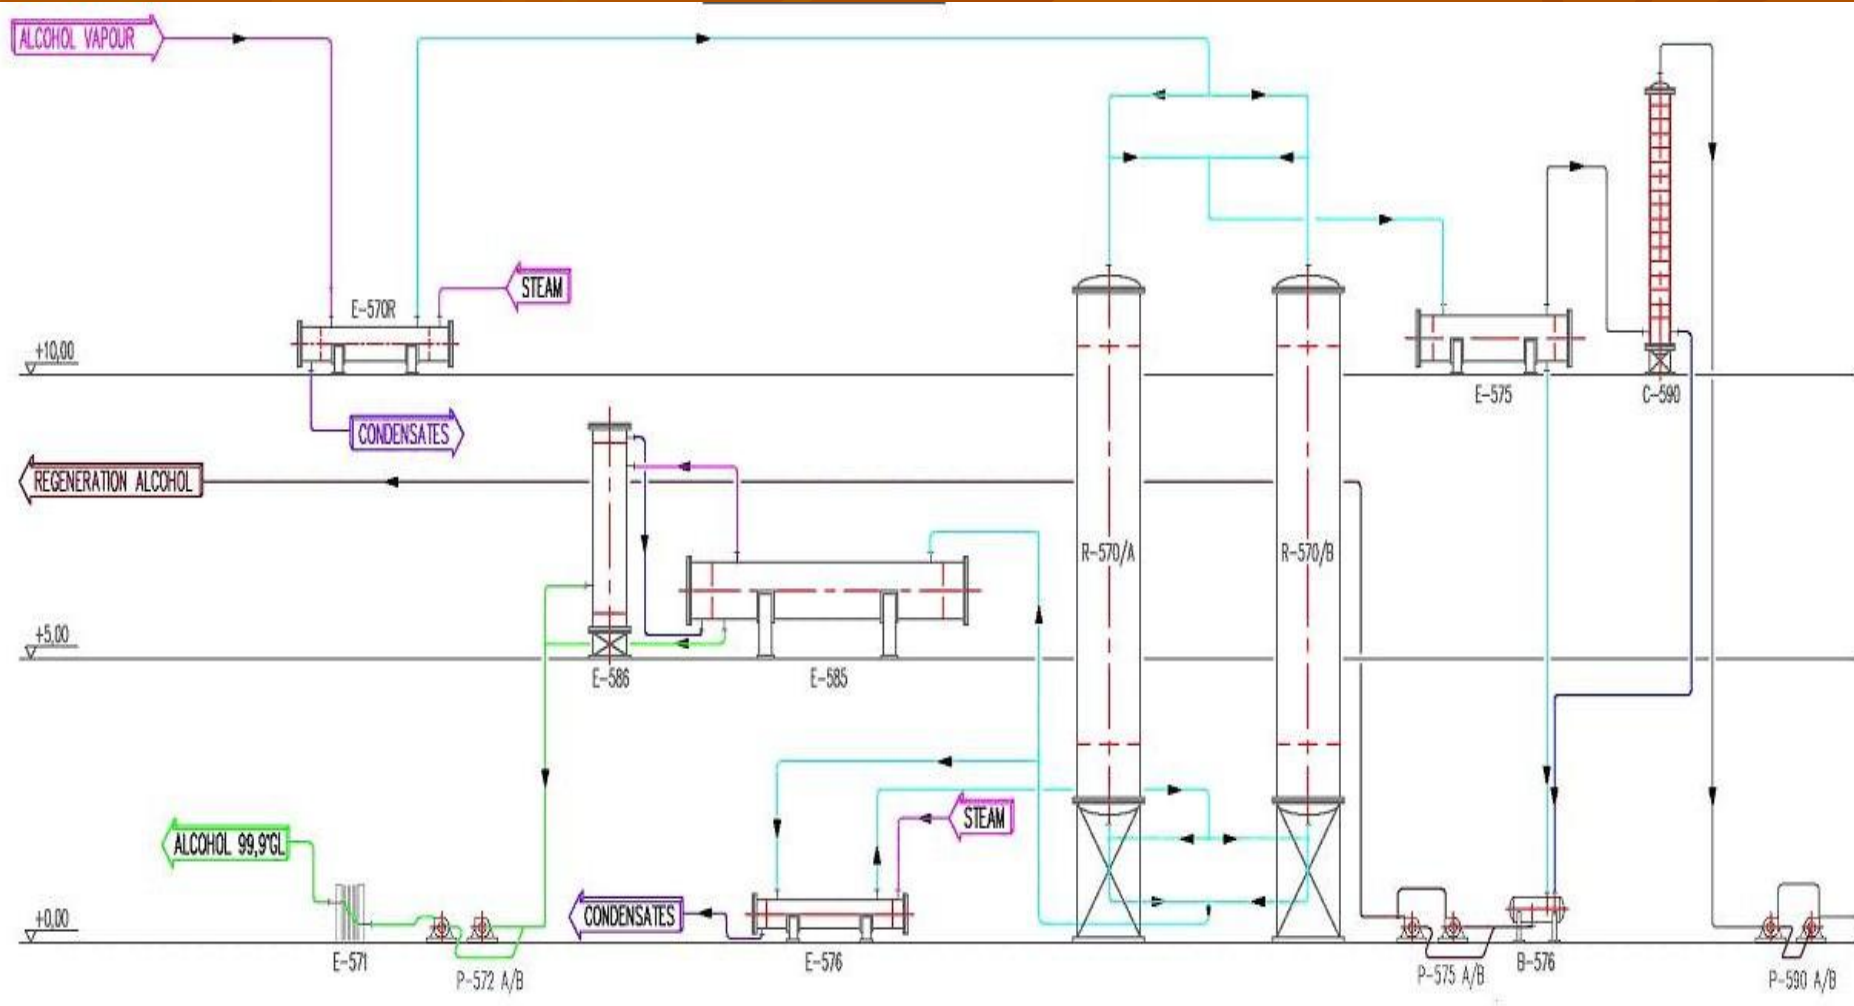 ALCOHOL VAPOUR
STEAM
E-570R
+10,00
E-575
C-590
CONDENSATES
REGENERATION ALCOHOL
R-570/A
R-570/B
+5,00
E-586
E-585
STEAM
ALCOHOL 99,9°GL
CONDENSATES
+0,00
E-571
E-576
B-576
P-572 A/B
P-575 A/B
P-590 A/B